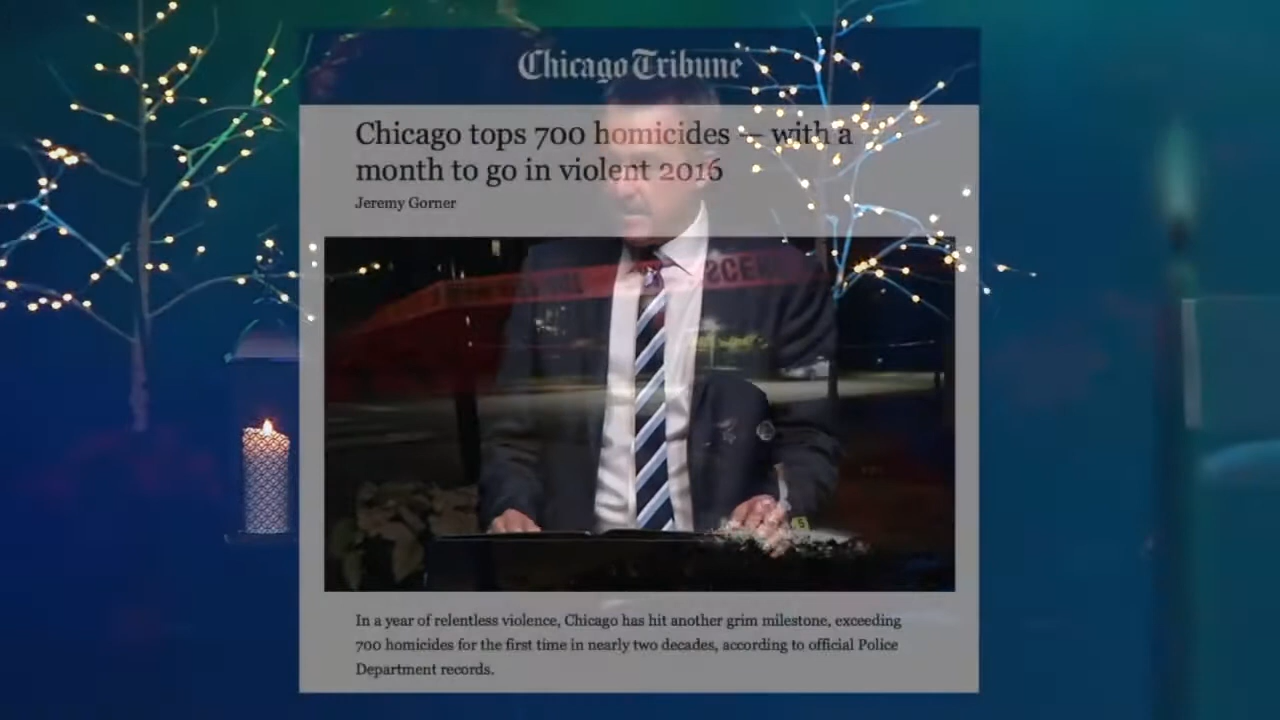 Chicago Tribune
Chicago tops 700 homicides — with a
month to go in violent 2016
Jeremy Gorner
SCEN
5
In a year of relentless violence, Chicago has hit another grim milestone, exceeding
700 homicides for the first time in nearly two decades, according to official Police
Department records.